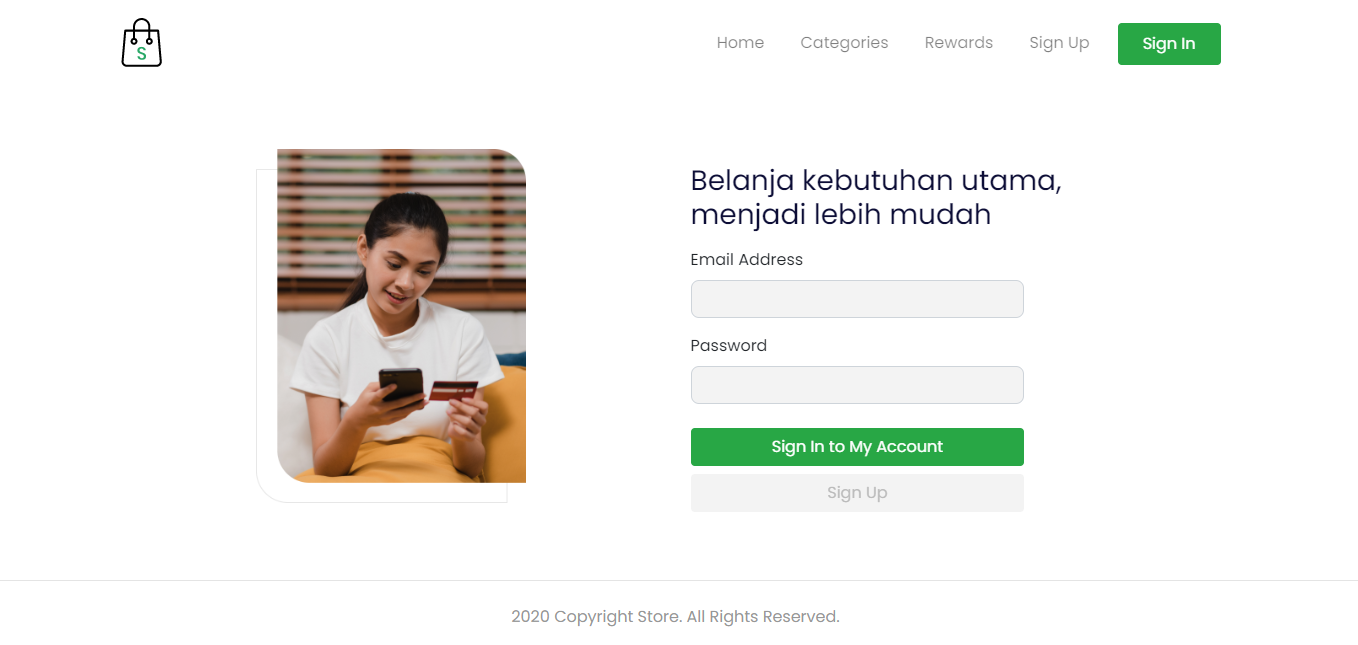 S
Home Categories Rewards Sign Up Sign In
Belanja kebutuhan utama,
menjadi lebih mudah
Email Address
Password
Sign In to My Account
Sign Up
2020 Copyright Store. All Rights Reserved.